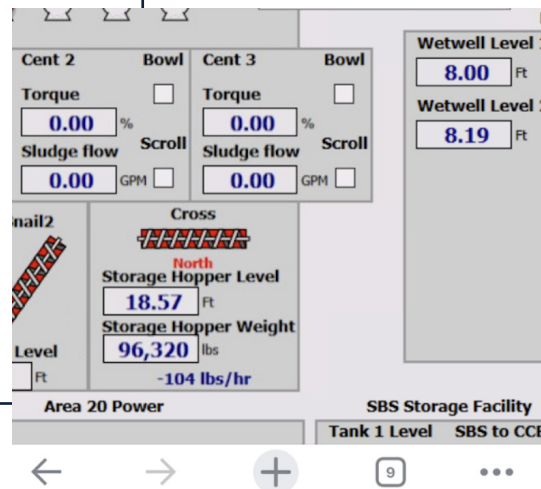 Cent 2 Bowl Cent 3 Bowl
Torque Torque
0.00 % 0.00 %
Sludge flow Scroll Sludge flow Scroll
0.00 GPM 0.00 GPM
Wetwell Level
8.00 Ft
Wetwell Level
8.19 Ft
Cross
North
Storage Hopper Level
18.57 Ft
Storage Hopper Weight
96,320 lbs
-104 lbs/hr
Level
Ft
Area 20 Power
SBS Storage Facility
Tank 1 Level SBS to
9